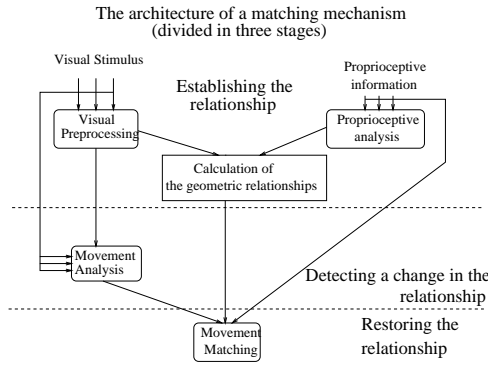 The architecture of a matching mechanism
(divided in three stages)
Visual Stimulus
Establishing the
relationship
Proprioceptive
information
Visual
Preprocessing
Proprioceptive
analysis
Calculation of
the geometric relationships
Movement
Analysis
Detecting a change in the
relationship
Movement
Matching
Restoring the
relationship